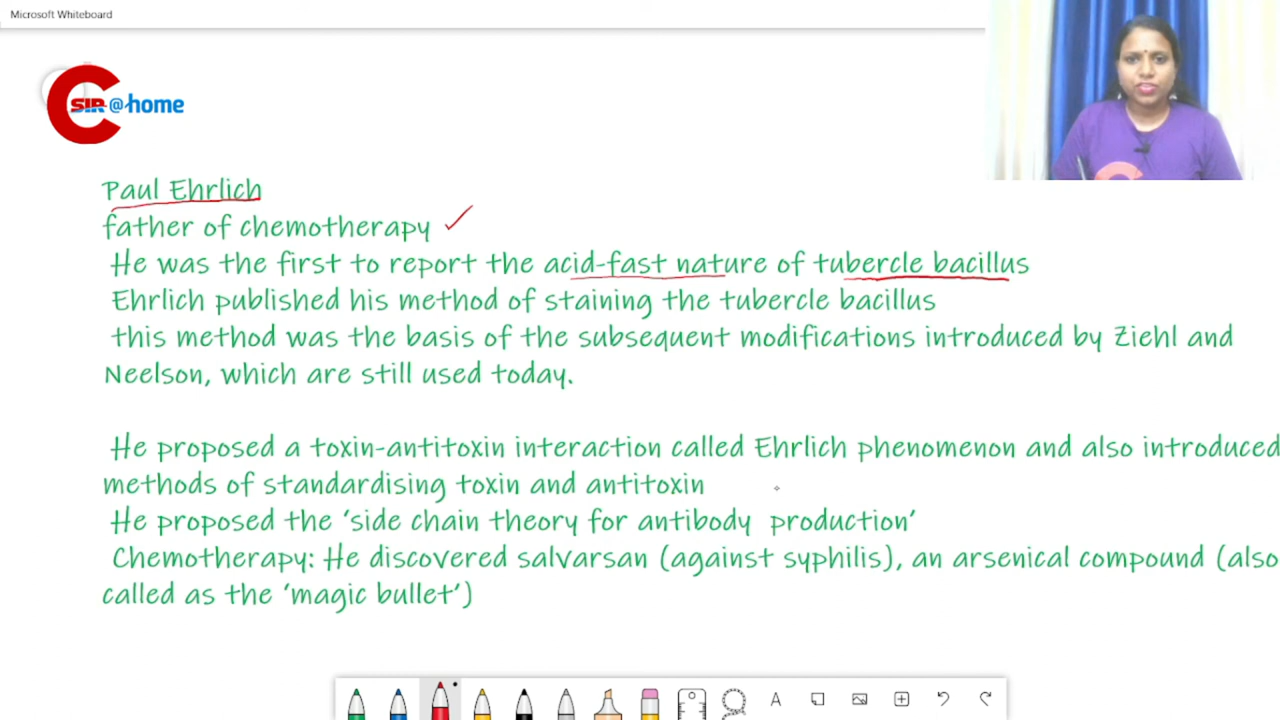 Microsoft Whiteboard
CSIR@home
Paul Ehrlich
father of chemotherapy
He was the first to report the acid-fast nature of tubercle bacillus
Ehrlich published his method of staining the tubercle bacillus
this method was the basis of the subsequent modifications introduced by Ziehl and
Neelson, which are still used today.
He proposed a toxin-antitoxin interaction called Ehrlich phenomenon and also introduced
methods of standardising toxin and antitoxin
He proposed the ‘side chain theory for antibody production’
Chemotherapy: He discovered salvarsan (against syphilis), an arsenical compound (also
called as the ‘magic bullet’)
A